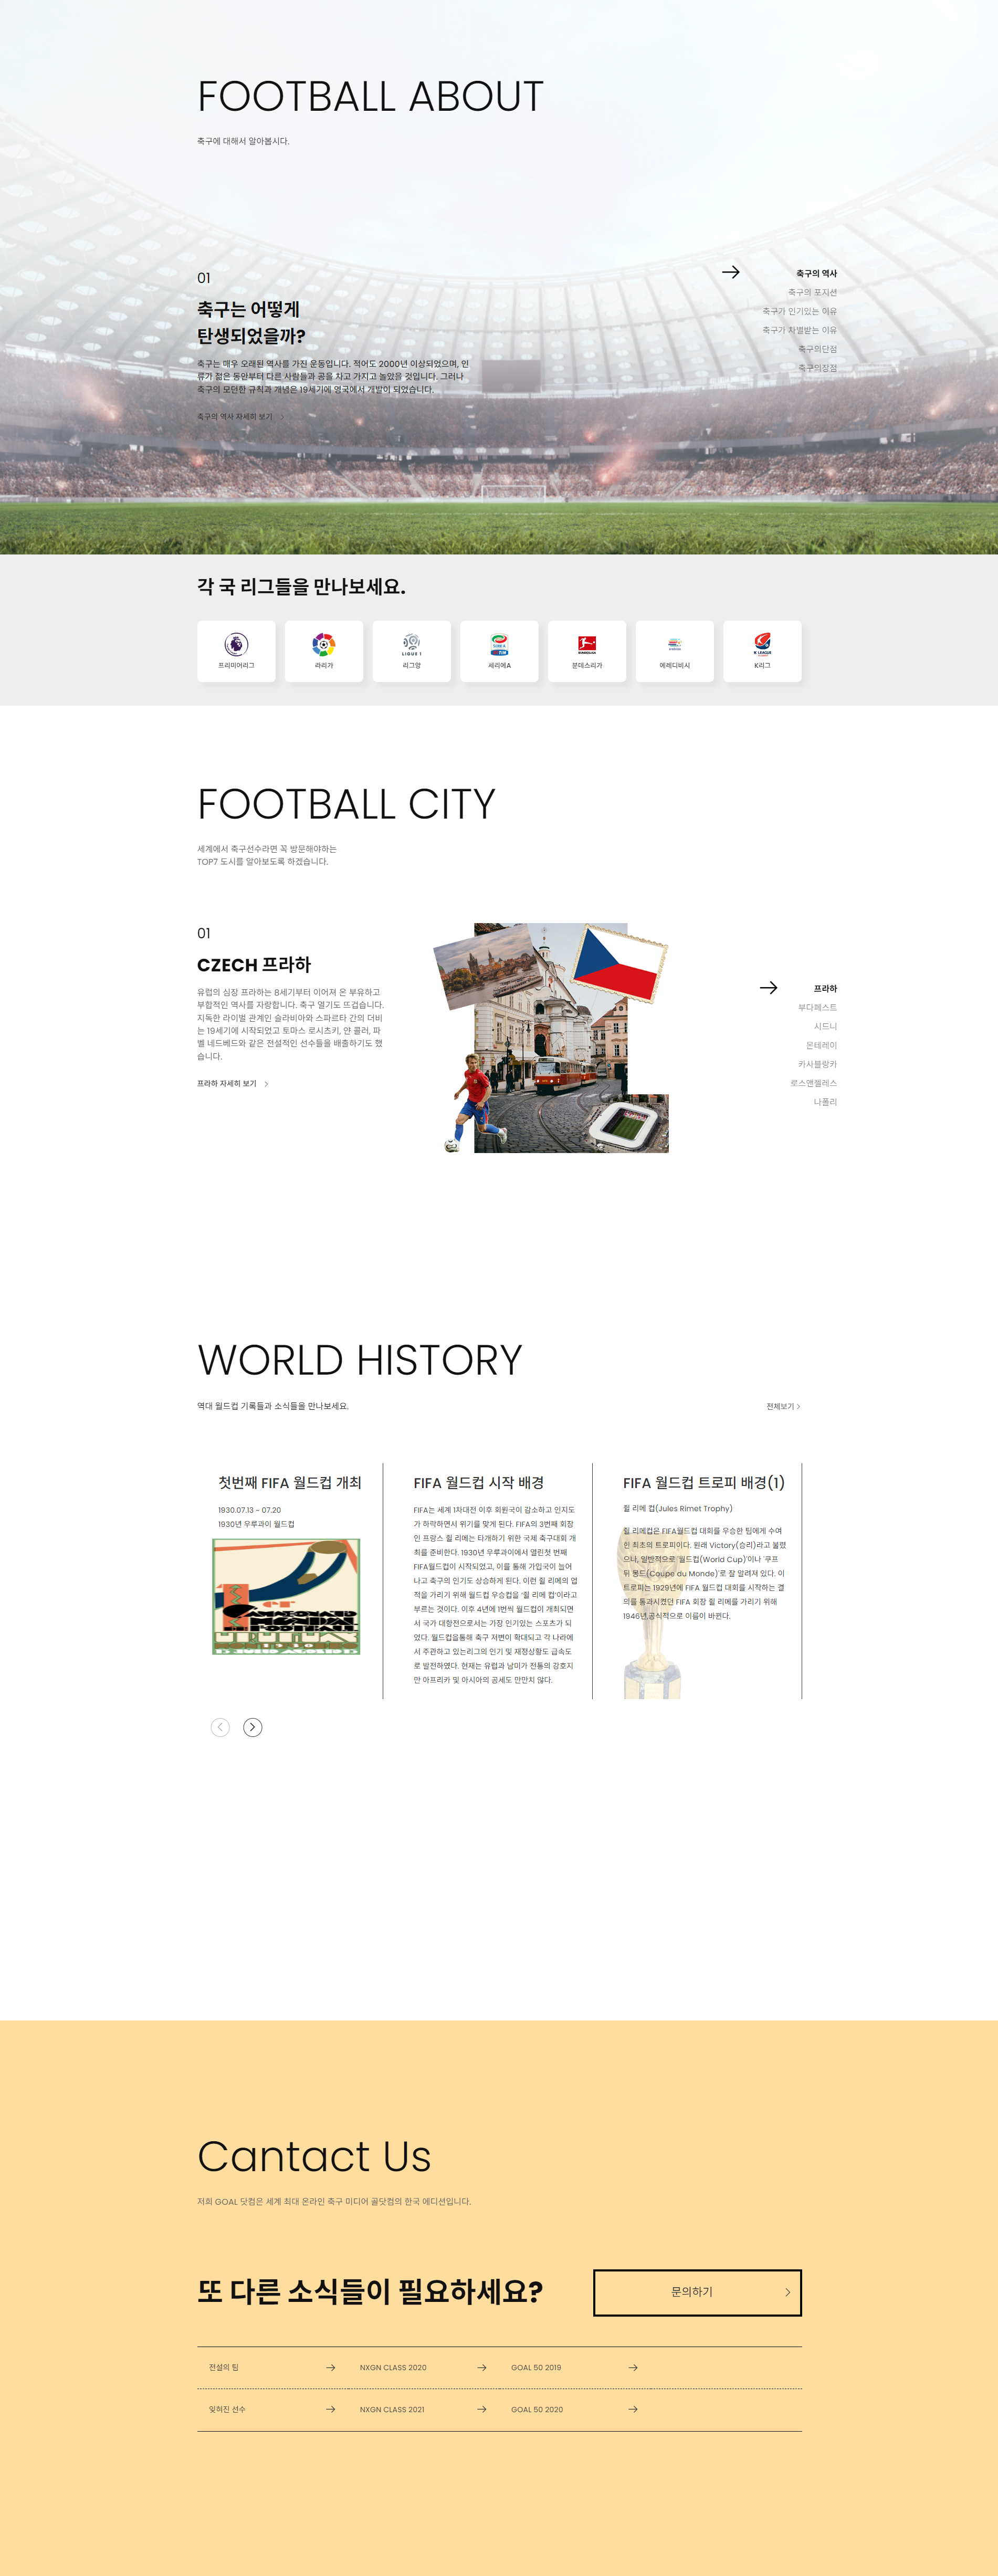 FOOTBALL ABOUT
축구에 대해서 알아봅시다.
01
축구는 어떻게
탄생되었을까?
축구는 매우 오래된 역사를 가진 운동입니다. 적어도 2000년 이상되었으며, 인
류가 젊은 동안부터 다른 사람들과 공을 차고 가지고 놀았을 것입니다. 그러나
축구의 모던한 규칙과 개념은 19세기에 영국에서 개발이 되었습니다.
축구의 역사 자세히 보기
축구의 역사
축구의 포지션
축구가 인기있는 이유
축구가 차별받는 이유
축구의단점
축구의장점
각 국 리그들을 만나보세요.
프리미어리그
라리가
LIGUE 1
리그앙
SERIE A
TIM
세리에A
BUNDESLIGA
분데스리가
에레디비시
K LEAGUE
K리그
FOOTBALL CITY
세계에서 축구선수라면 꼭 방문해야하는
TOP7 도시를 알아보도록 하겠습니다.
01
CZECH 프라하
유럽의 심장 프라하는 8세기부터 이어져 온 부유하고
부합적인 역사를 자랑합니다. 축구 열기도 뜨겁습니다.
지독한 라이벌 관계인 슬라비아와 스파르타 간의 더비
는 19세기에 시작되었고 토마스 로시츠키, 얀 콜러, 파
벨 네드베드와 같은 전설적인 선수들을 배출하기도 했
습니다.
프라하 자세히 보기
프라하
부다페스트
시드니
몬테레이
카사블랑카
로스앤젤레스
나폴리
WORLD HISTORY
역대 월드컵 기록들과 소식들을 만나보세요.
전체보기
첫번째 FIFA 월드컵 개최
1930.07.13 ~ 07.20
1930년 우루과이 월드컵
FIFA 월드컵 시작 배경
FIFA는 세계 1차대전 이후 회원국이 감소하고 인지도
가 하락하면서 위기를 맞게 된다. FIFA의 3번째 회장
인 프랑스 쥘 리메는 타개하기 위한 국제 축구대회 개
최를 준비한다. 1930년 우루과이에서 열린첫 번째
FIFA월드컵이 시작되었고, 이를 통해 가입국이 늘어
나고 축구의 인기도 상승하게 된다. 이런 쥘 리메의 업
적을 가리기 위해 월드컵 우승컵을 '쥘 리메 컵'이라고
부르는 것이다. 이후 4년에 1번씩 월드컵이 개최되면
서 국가 대항전으로서는 가장 인기있는 스포츠가 되
었다. 월드컵을통해 축구 저변이 확대되고 각 나라에
서 주관하고 있는리그의 인기 및 재정상황도 급속도
로 발전하였다. 현재는 유럽과 남미가 전통의 강호지
만 아프리카 및 아시아의 공세도 만만치 않다.
FIFA 월드컵 트로피 배경(1)
쥘 리메 컵(Jules Rimet Trophy)
쥘 리메컵은 FIFA월드컵 대회를 우승한 팀에게 수여
한 최초의 트로피이다. 원래 Victory(승리)라고 불렸
으나, 일반적으로 '월드컵(World Cup)'이나 '쿠프
뒤 몽드(Coupe du Monde)'로 잘 알려져 있다. 이
트로피는 1929년에 FIFA 월드컵 대회를 시작하는 결
의를 통과시켰던 FIFA 회장 쥘 리메를 가리기 위해
1946년,공식적으로 이름이 바뀐다.
Cantact Us
저희 GOAL 닷컴은 세계 최대 온라인 축구 미디어 골닷컴의 한국 에디션입니다.
또 다른 소식들이 필요하세요?
문의하기
전설의 팀
NXGN CLASS 2020
GOAL 50 2019
잊혀진 선수
NXGN CLASS 2021
GOAL 50 2020